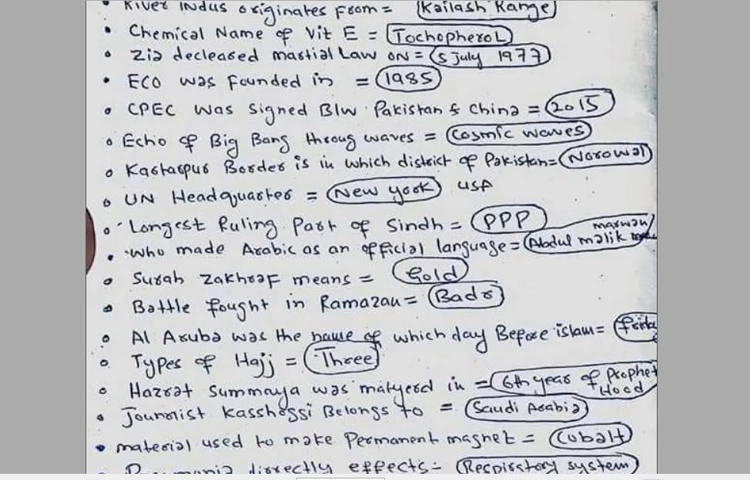 River Indus originates from = Kailash Range
Chemical Name of Vit E = Tochopherol
Zia decleared martial Law on = 5 July 1977
ECO was founded in = 1985
CPEC was signed B/w Pakistan & China = 2015
Echo of Big Bang throug waves = Cosmic waves
Kartarpur Border is in which district of Pakistan = Norowal
UN Headquarter = New york USA
Longest Ruling Part of Sindh = PPP
Who made Arabic as an official language = Abdul malik marwan
Surah Zakhraf means = Gold
Battle fought in Ramazan = Badr
Al Aruba was the name of which day Before islam =
Types of Hajj = Three
Hazrat Summaya was matyerd in = 6th year of Prophet Hood
Journlist Kasshoggi Belongs to = Saudi Arabia
material used to make Permanent magnet = Cobalt
Pneumonia directly effects = Respiratory system